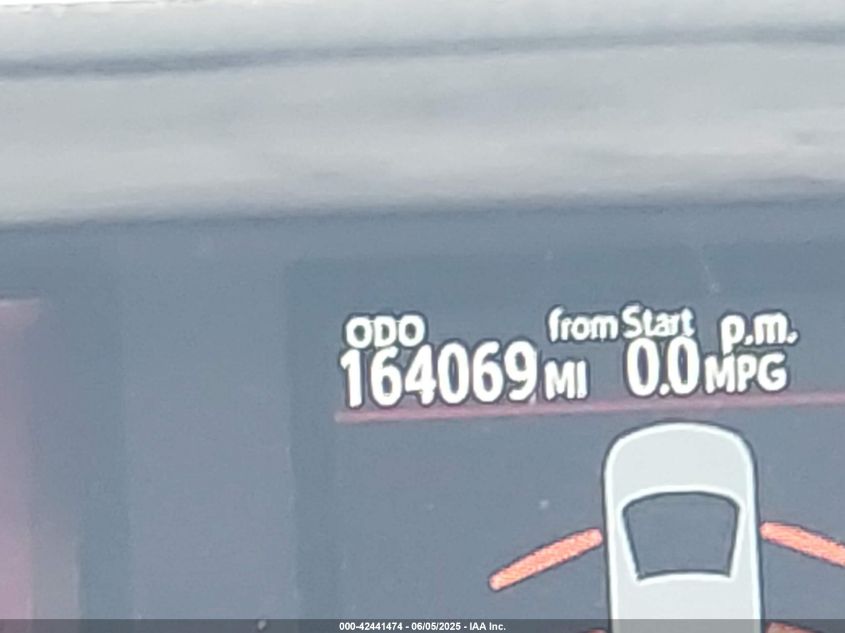 ODO from Start p.m.
164069 MI 0.0 MPG
000-42441474 - 06/05/2025 - IAA Inc.